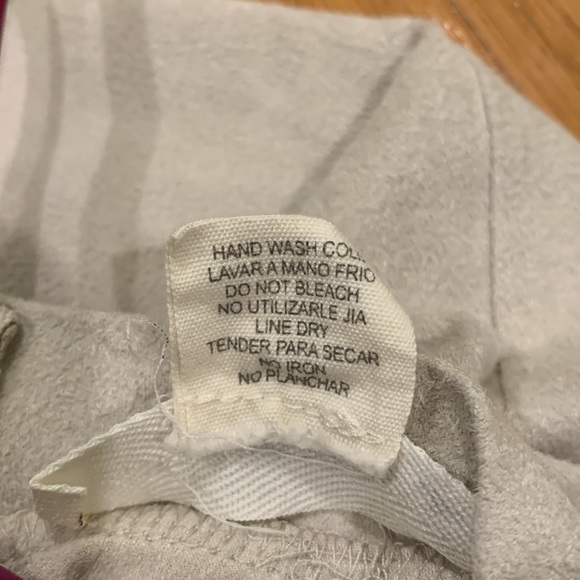 HAND WASH COLD
LAVAR A MANO FRIO
DO NOT BLEACH
NO UTILIZARLE JIA
LINE DRY
TENDER PARA SECAR
NO IRON
NO PLANCHAR